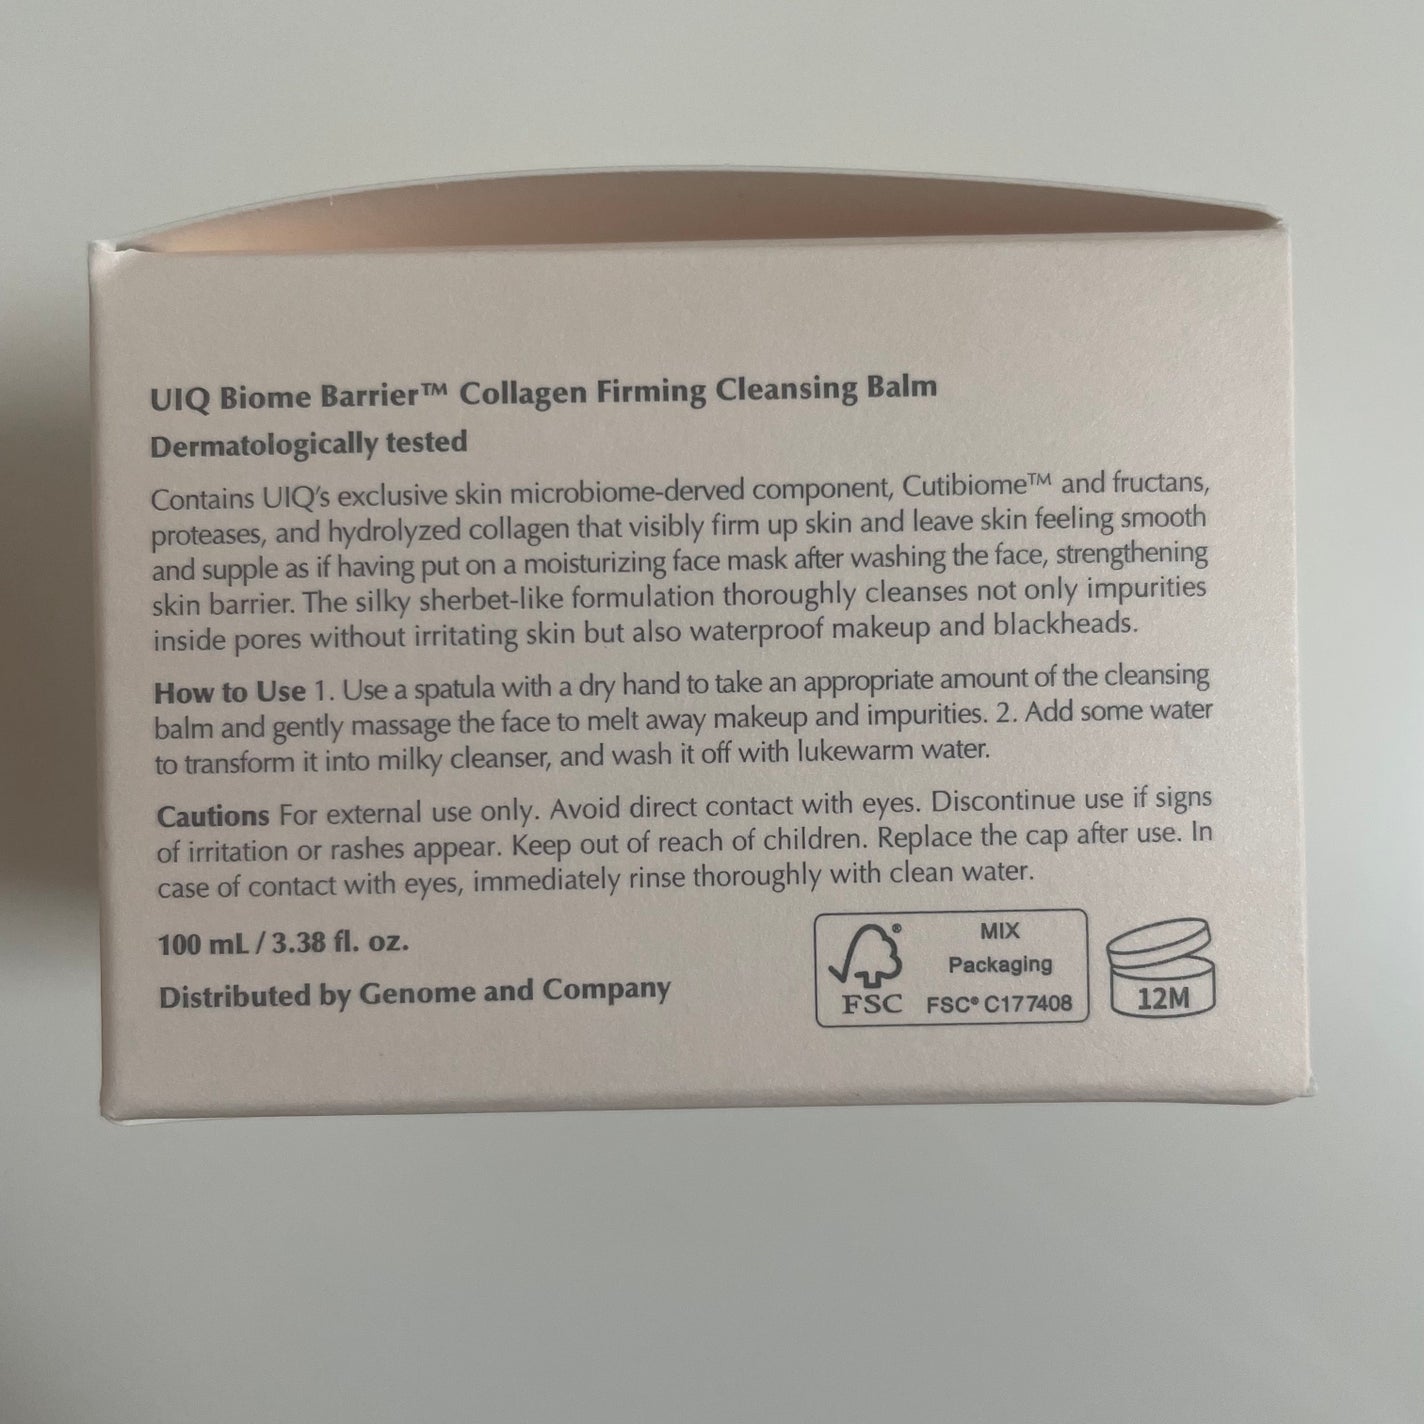 UIQ Biome Barrier™ Collagen Firming Cleansing Balm
Dermatologically tested
Contains UIQ's exclusive skin microbiome-derved component, Cutibiome™ and fructans,
proteases, and hydrolyzed collagen that visibly firm up skin and leave skin feeling smooth
and supple as if having put on a moisturizing face mask after washing the face, strengthening
skin barrier. The silky sherbet-like formulation thoroughly cleanses not only impurities
inside pores without irritating skin but also waterproof makeup and blackheads.
How to Use 1. Use a spatula with a dry hand to take an appropriate amount of the cleansing
balm and gently massage the face to melt away makeup and impurities. 2. Add some water
to transform it into milky cleanser, and wash it off with lukewarm water.
Cautions For external use only. Avoid direct contact with eyes. Discontinue use if signs
of irritation or rashes appear. Keep out of reach of children. Replace the cap after use. In
case of contact with eyes, immediately rinse thoroughly with clean water.
100 mL / 3.38 fl. oz.
Distributed by Genome and Company
®
FSC
MIX
Packaging
FSC® C177408
12M